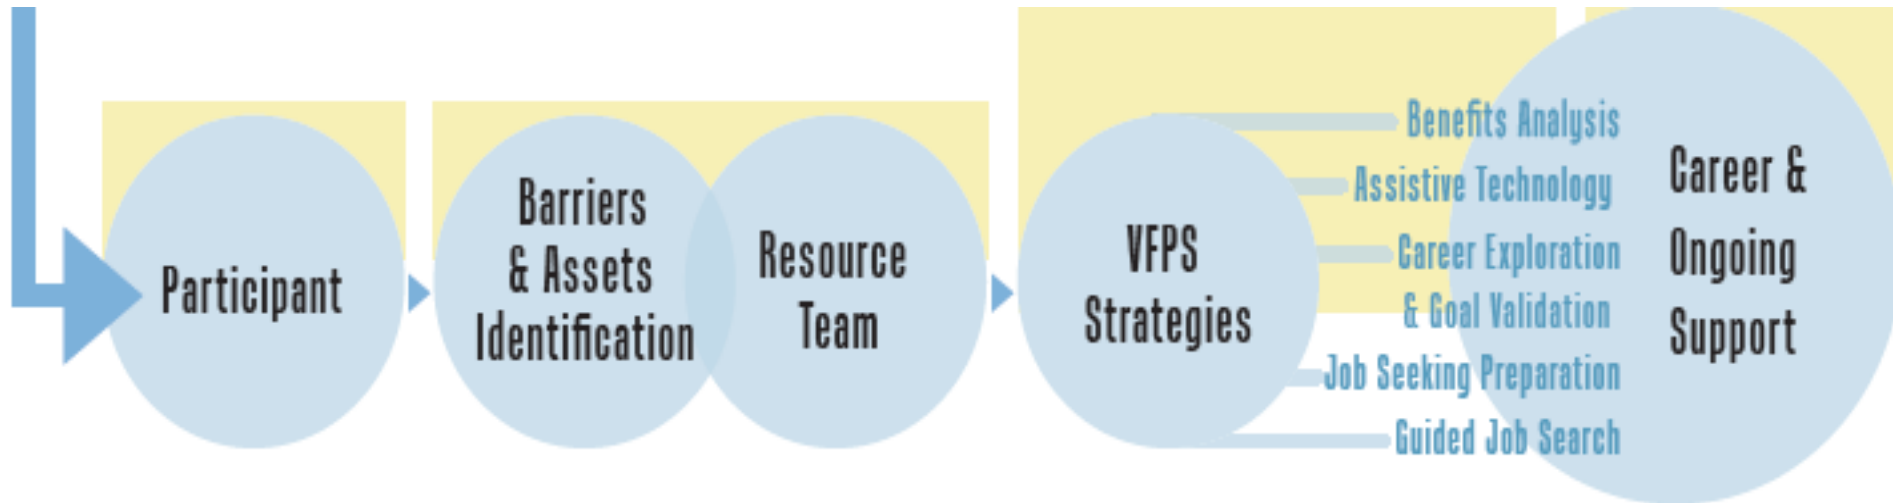 Participant
Barriers
& Assets
Identification
Resource
Team
VFPS
Strategies
Benefits Analysis
Assistive Technology
Career Exploration
& Goal Validation
Job Seeking Preparation
Guided Job Search
Career &
Ongoing
Support